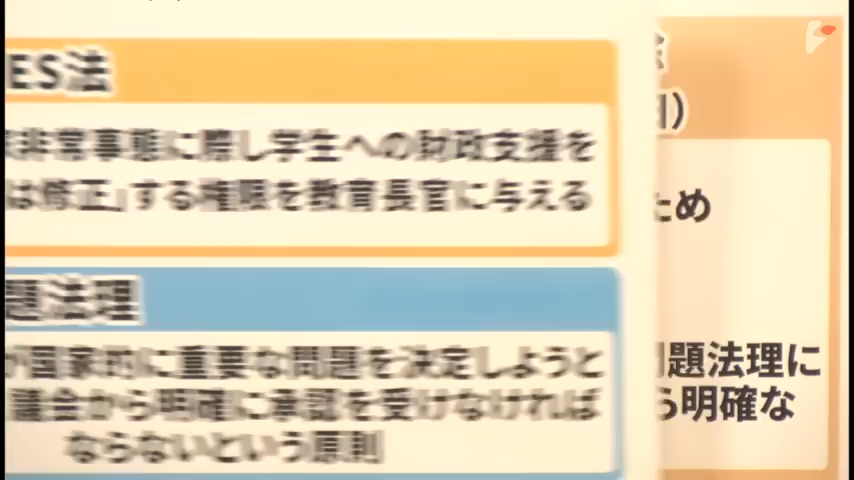 ES法
非常事態に際し学生への財政支援を
は修正」する権限を教育長官に与える
題法理
が国家的に重要な問題を決定しようと
議会から明確に承認を受けなければ
ならないという原則
ため
題法理に
ら明確な